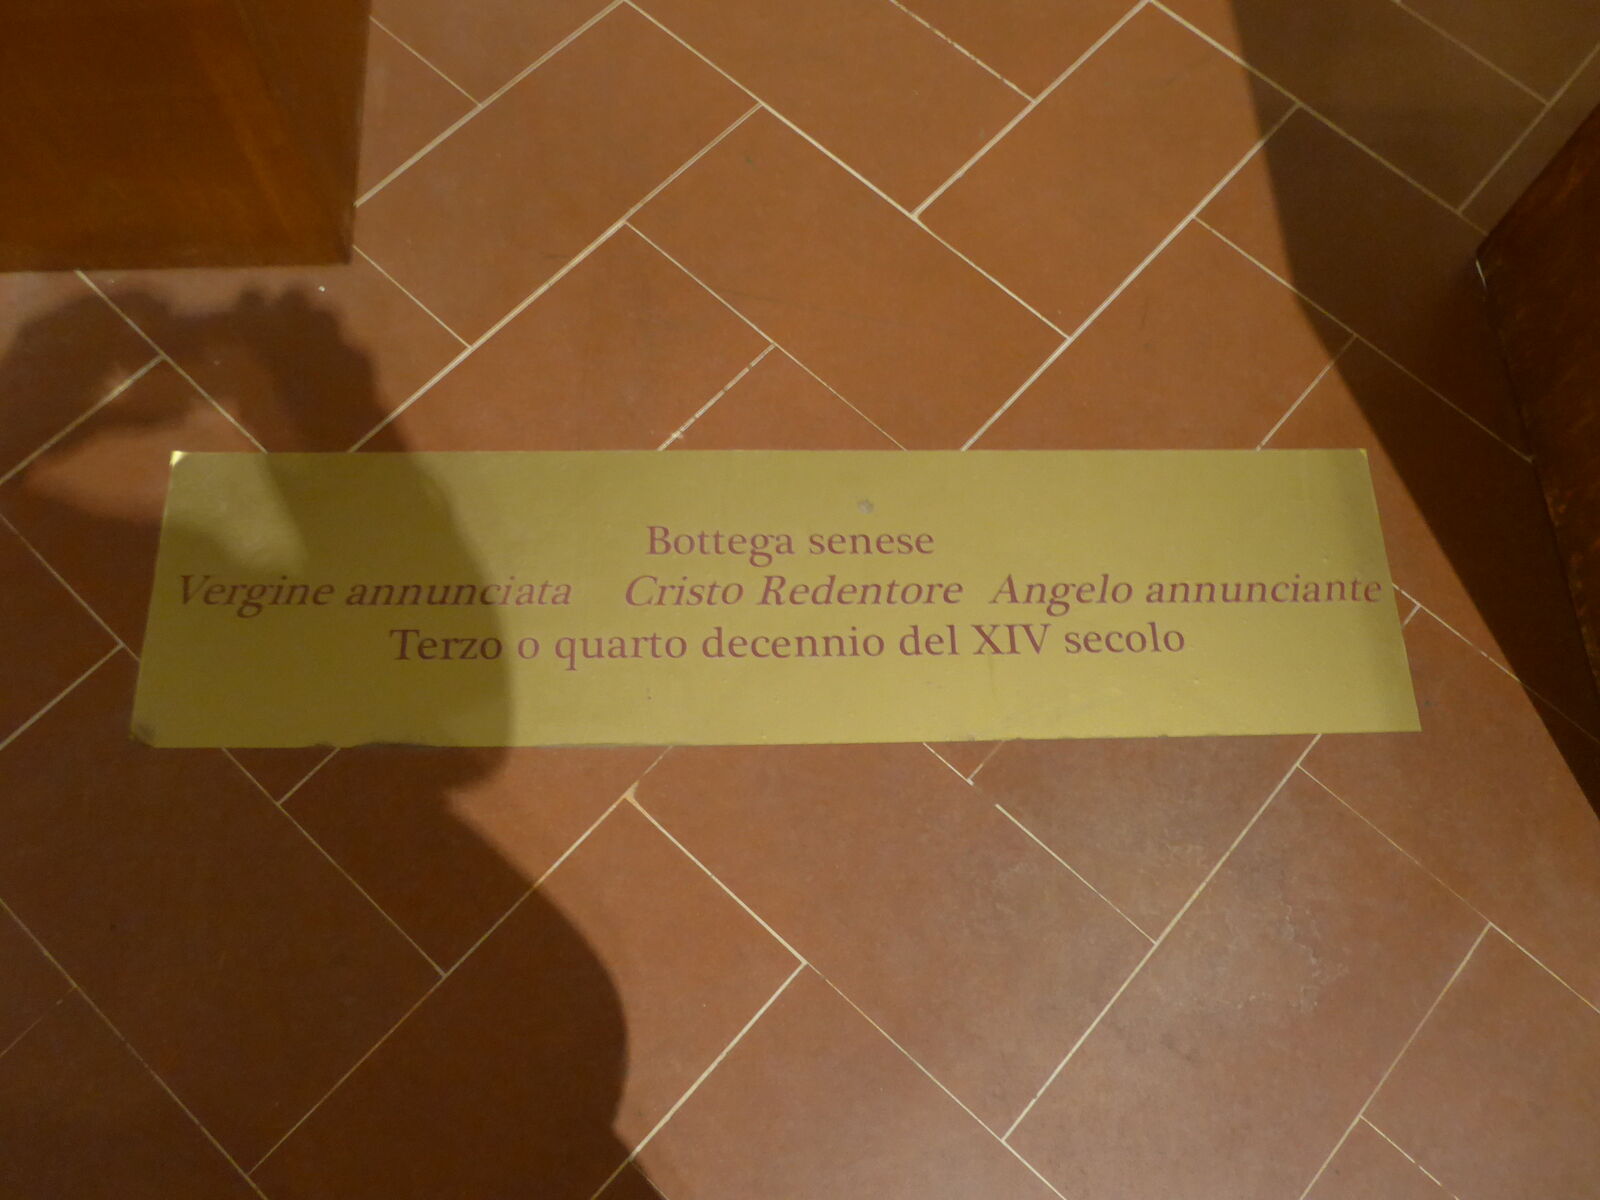 Bottega senese
Vergine annunciata Cristo Redentore Angelo annunciante
Terzo o quarto decennio del XIV secolo